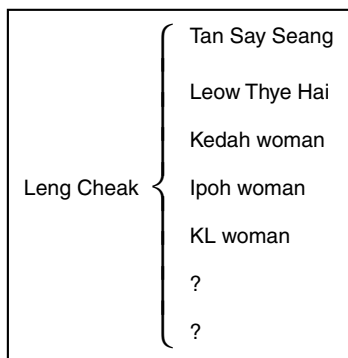 Tan Say Seang
Leow Thye Hai
Kedah woman
Leng Cheak
Ipoh woman
KL woman
?
?